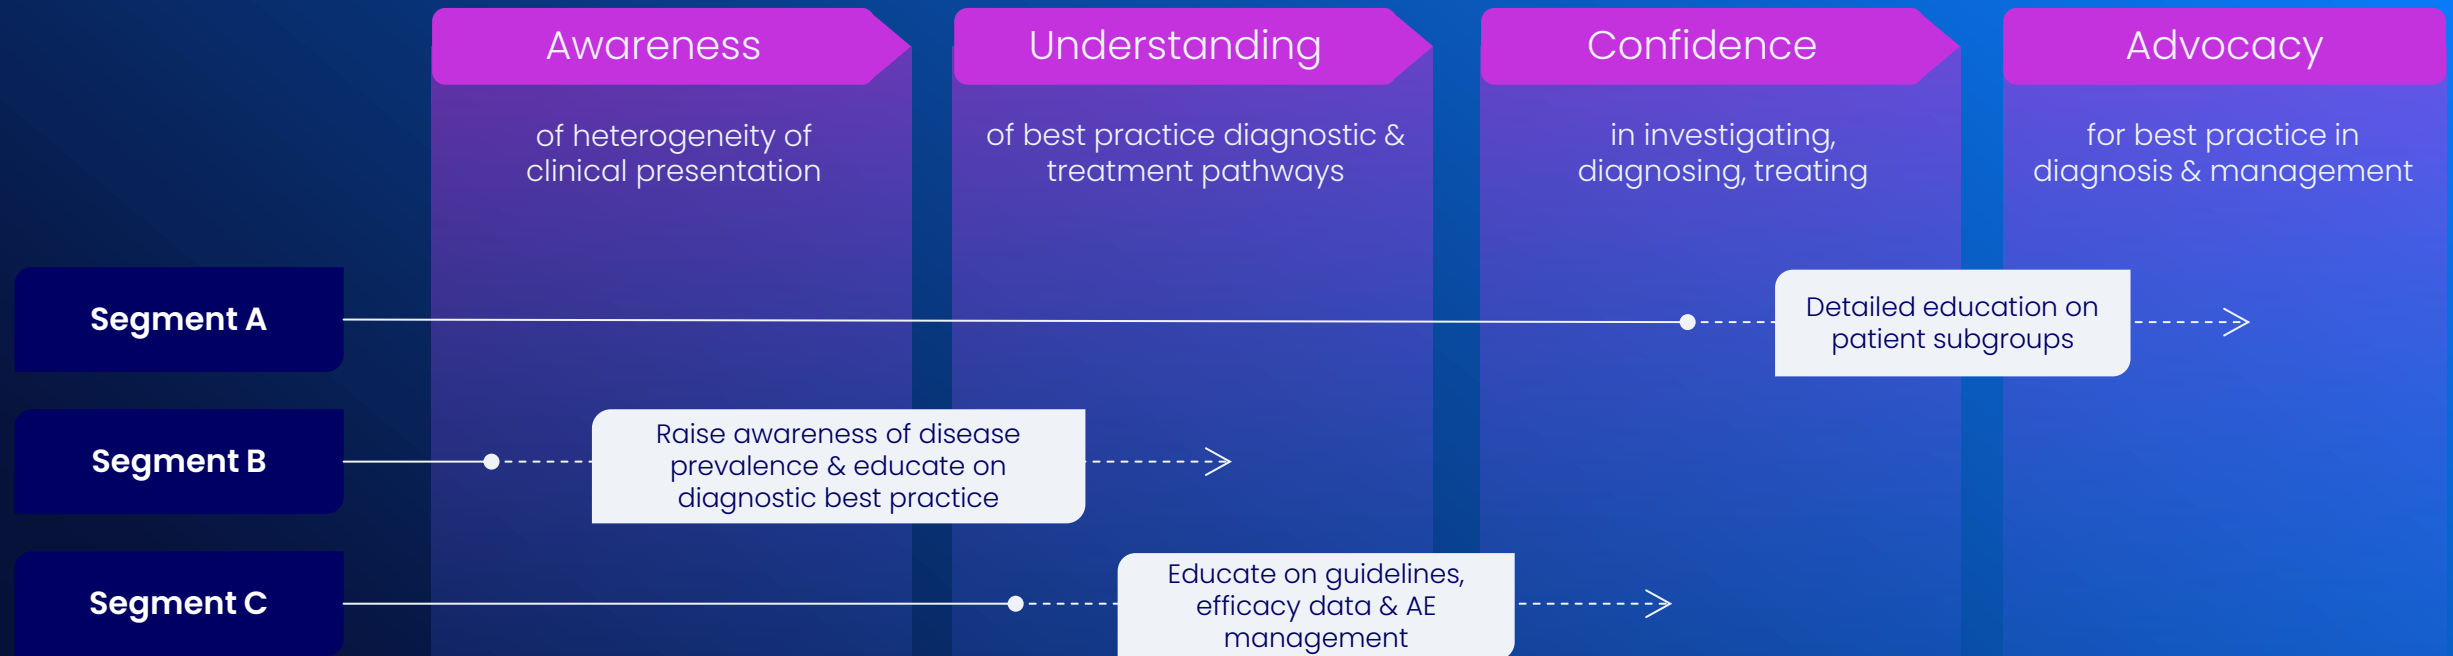 Awareness
Understanding
Confidence
Advocacy
of heterogeneity of
clinical presentation
of best practice diagnostic &
treatment pathways
in investigating,
diagnosing, treating
for best practice in
diagnosis & management
Segment A
Detailed education on
patient subgroups
Segment B
Raise awareness of disease
prevalence & educate on
diagnostic best practice
Segment C
Educate on guidelines,
efficacy data & AE
management